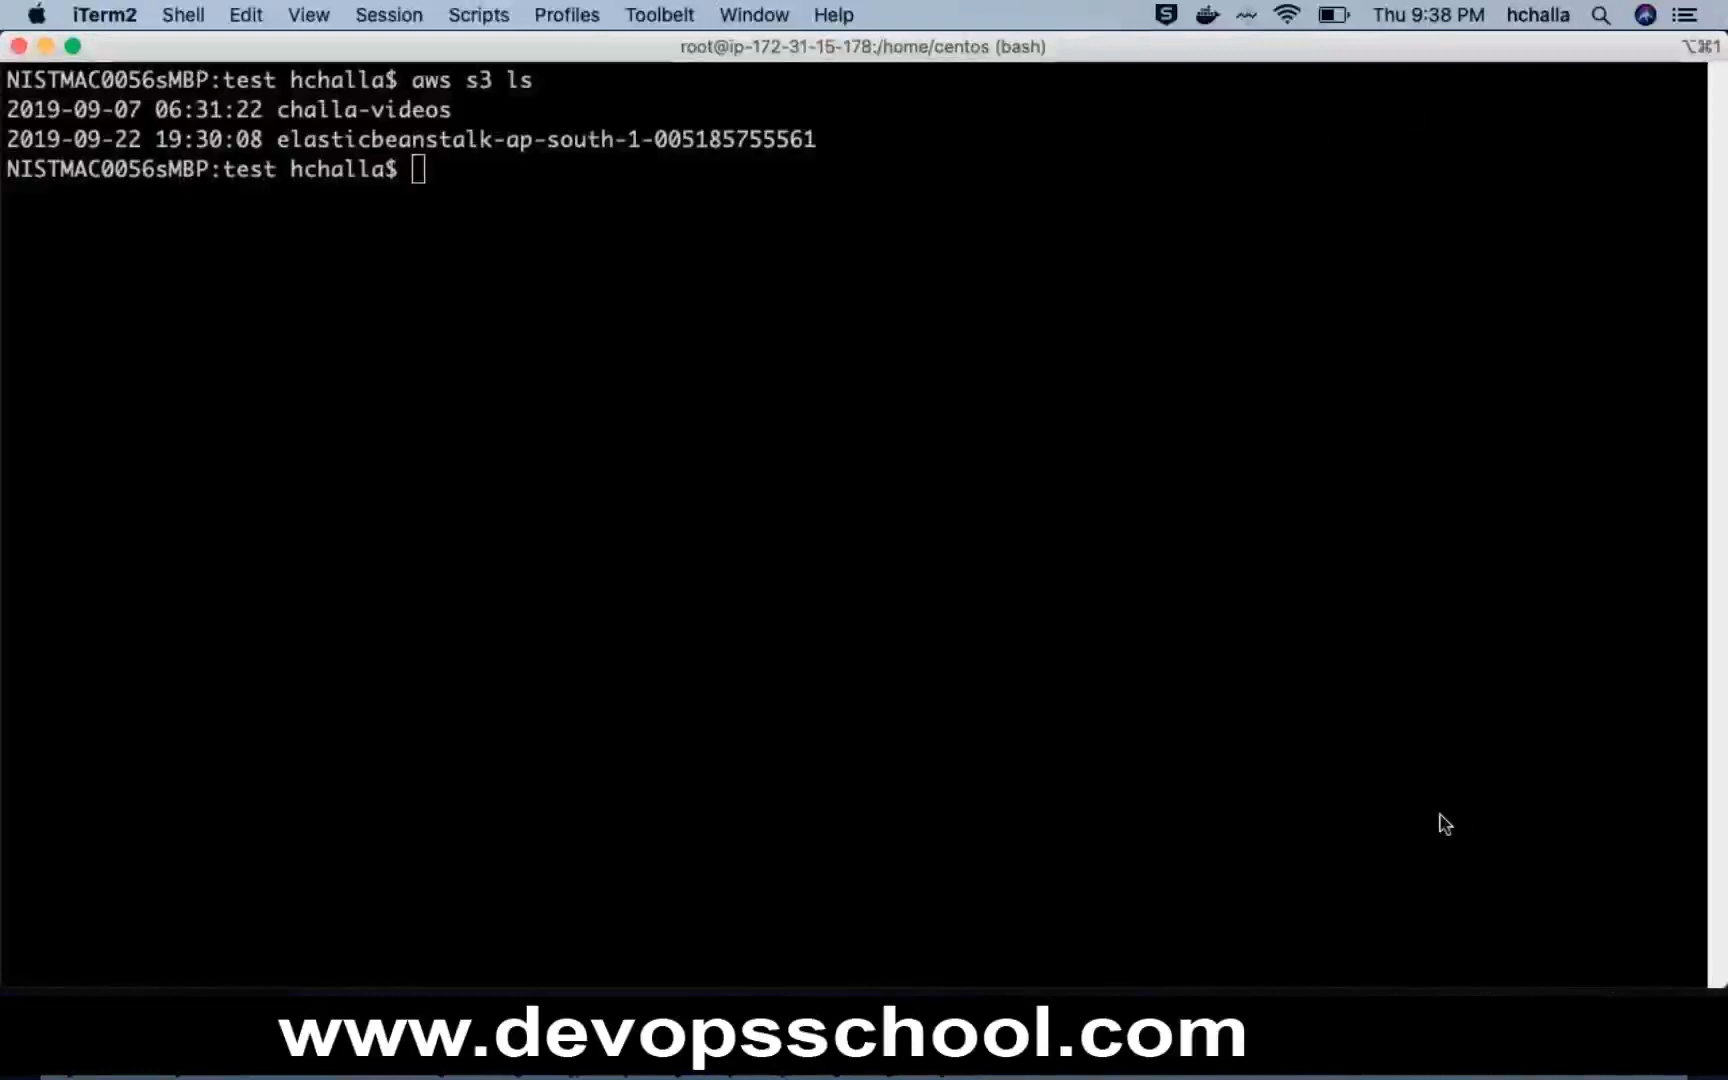 iTerm2 Shell Edit View Session Scripts Profiles Toolbelt Window Help S Thu 9:38 PM hchalla
root@ip-172-31-15-178:/home/centos (bash) ⌥⌘1
NISTMAC0056sMBP:test hchalla$ aws s3 ls
2019-09-07 06:31:22 challa-videos
2019-09-22 19:30:08 elasticbeanstalk-ap-south-1-005185755561
NISTMAC0056sMBP:test hchalla$
www.devopsschool.com